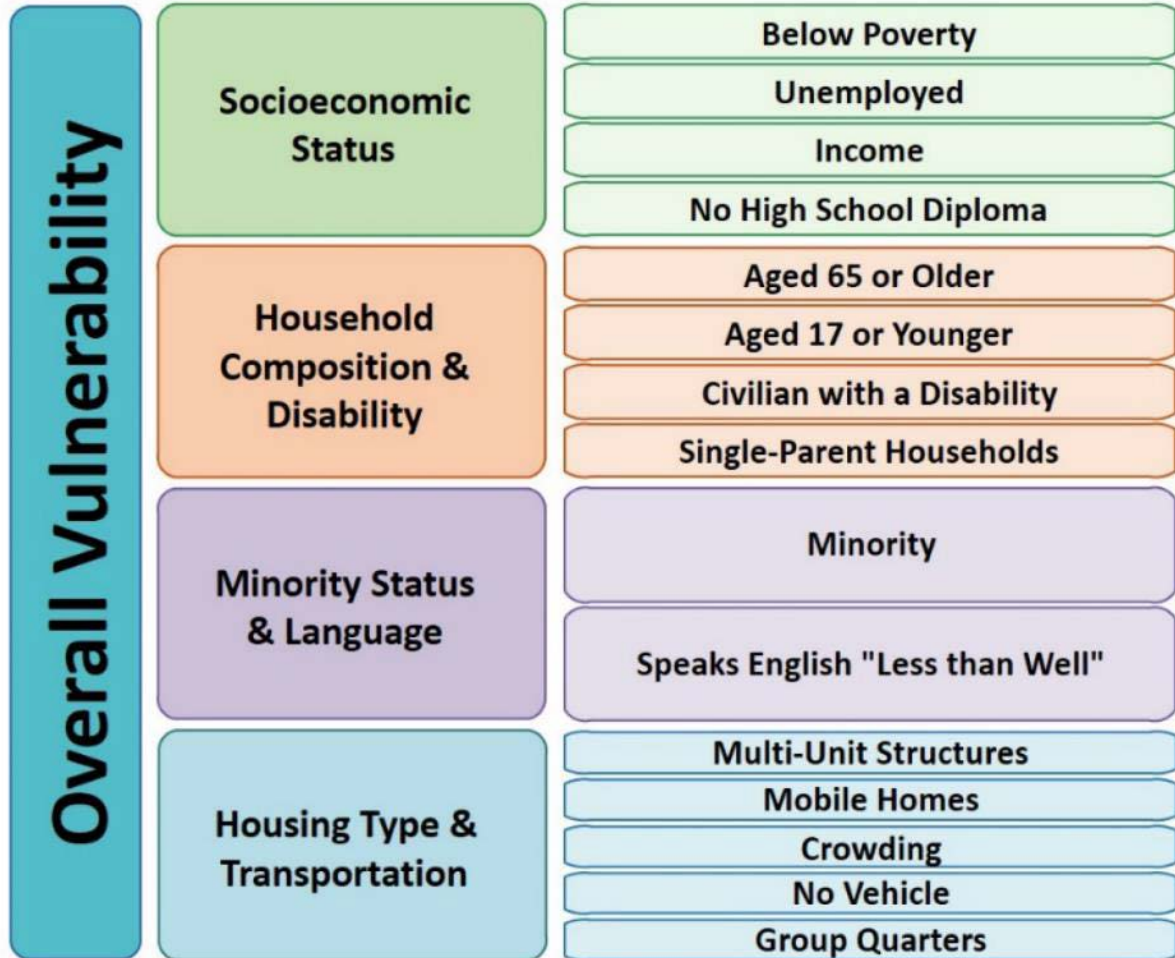 Overall Vulnerability
Socioeconomic
Status
Below Poverty
Unemployed
Income
No High School Diploma
Household
Composition &
Disability
Aged 65 or Older
Aged 17 or Younger
Civilian with a Disability
Single-Parent Households
Minority Status
& Language
Minority
Speaks English "Less than Well"
Housing Type &
Transportation
Multi-Unit Structures
Mobile Homes
Crowding
No Vehicle
Group Quarters